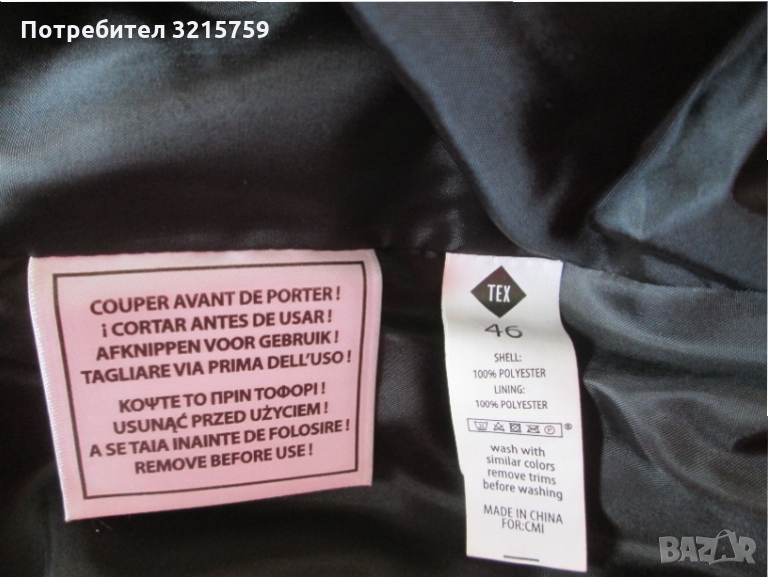 Потребител 3215759
COUPER AVANT DE PORTER !
¡ CORTAR ANTES DE USAR !
AFKNIPPEN VOOR GEBRUIK !
TAGLIARE VIA PRIMA DELL'USO !
ΚΟΨΤΕ ΤΟ ΠΡΙΝ ΤΟΦΟΡΙ !
USUNĄĆ PRZED UŻYCIEM !
A SE TAIA INAINTE DE FOLOSIRE !
REMOVE BEFORE USE !
TEX
46
SHELL:
100% POLYESTER
LINING:
100% POLYESTER
®
wash with
similar colors
remove trims
before washing
MADE IN CHINA
FOR:CMI
BAZAR